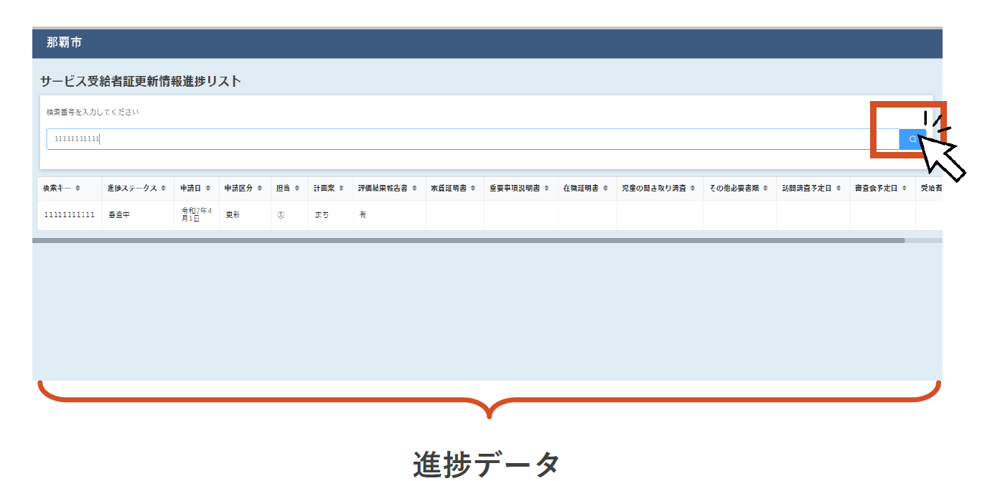 那覇市
サービス受給者証更新情報進捗リスト
検索番号を入力してください
11111111111
検索キー 進捗ステータス 申請日 申請区分 担当 計画案 評価結果報告書 家賃証明書 重要事項説明書 在職証明書 児童の聞き取り調査 その他必要書類 訪問調査予定日 審査会予定日 受給者
11111111111 審査中 令和7年4月1日 更新 ① まち 有
進捗データ